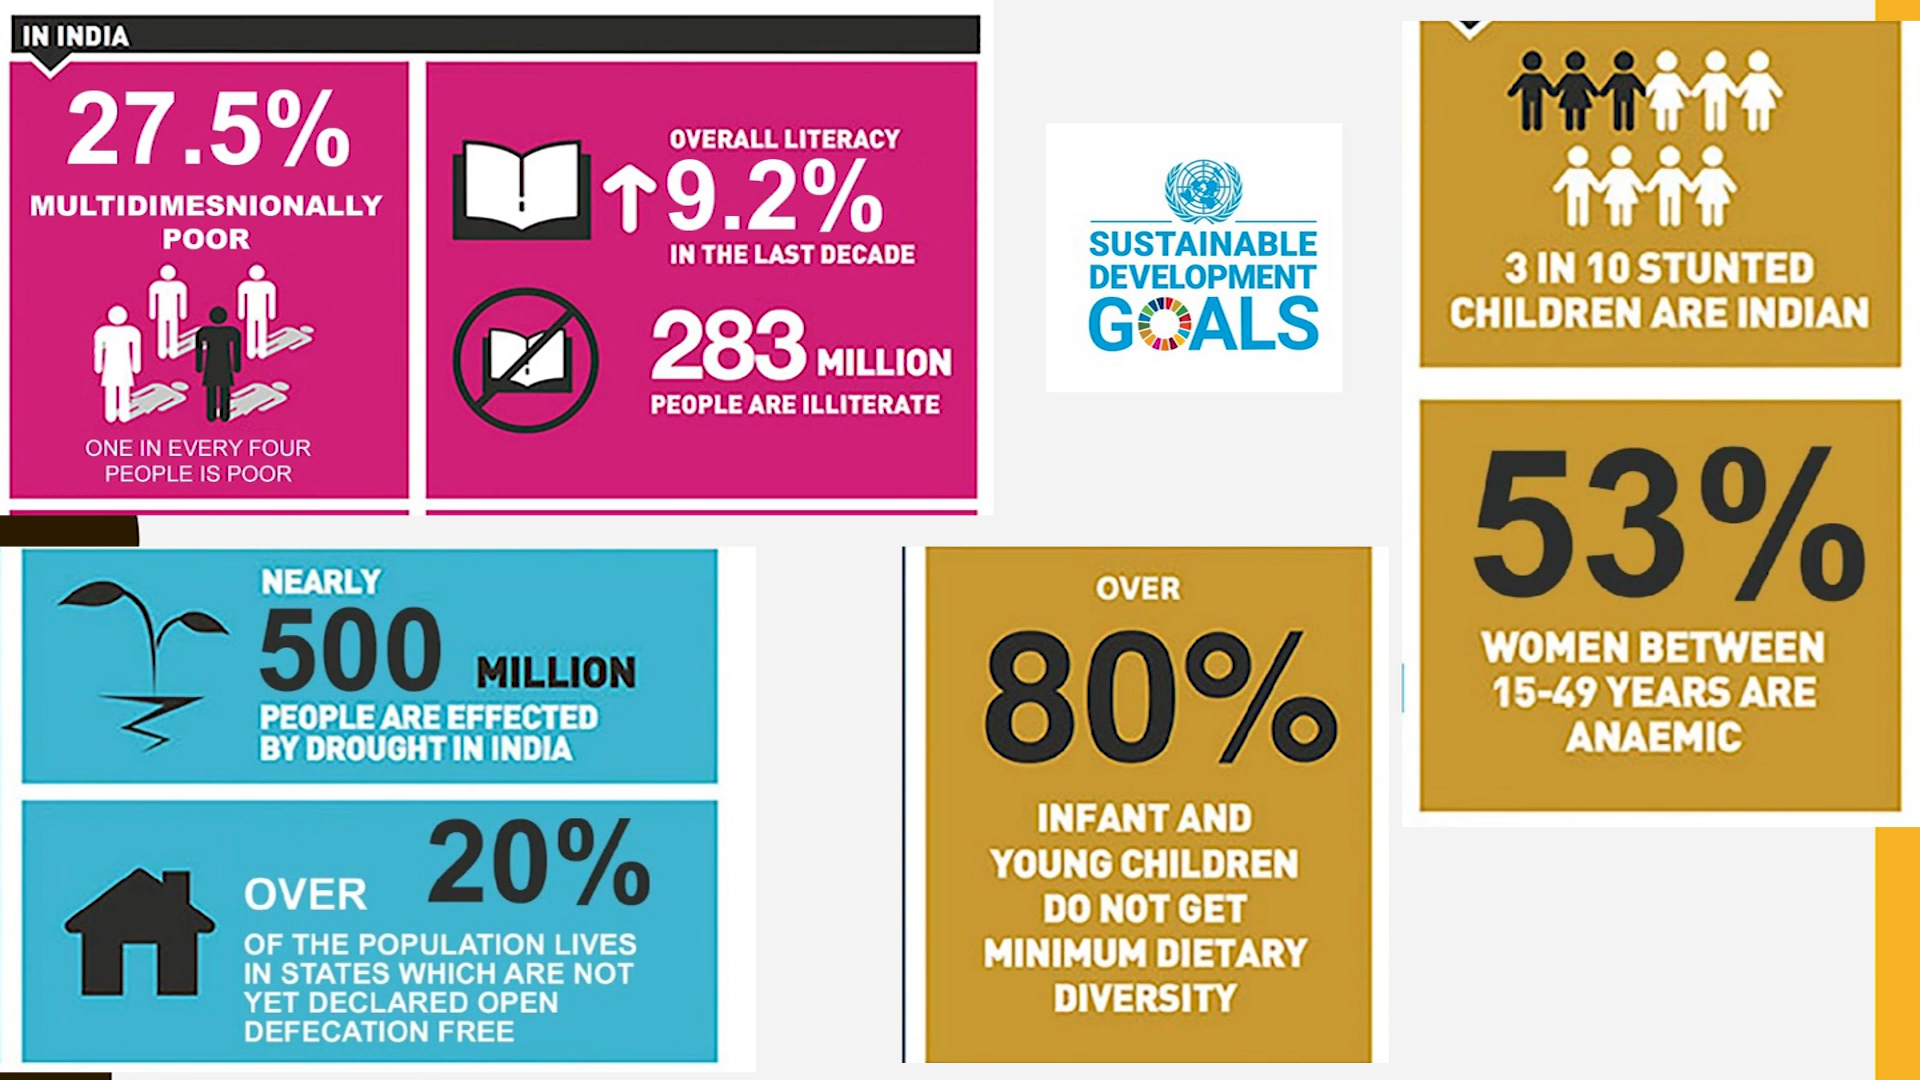 IN INDIA
27.5%
MULTIDIMESNIONALLY
POOR
ONE IN EVERY FOUR
PEOPLE IS POOR
OVERALL LITERACY
9.2%
IN THE LAST DECADE
283 MILLION
PEOPLE ARE ILLITERATE
SUSTAINABLE
DEVELOPMENT
GOALS
3 IN 10 STUNTED
CHILDREN ARE INDIAN
53%
WOMEN BETWEEN
15-49 YEARS ARE
ANAEMIC
NEARLY
500 MILLION
PEOPLE ARE EFFECTED
BY DROUGHT IN INDIA
OVER 20%
OF THE POPULATION LIVES
IN STATES WHICH ARE NOT
YET DECLARED OPEN
DEFECATION FREE
OVER
80%
INFANT AND
YOUNG CHILDREN
DO NOT GET
MINIMUM DIETARY
DIVERSITY